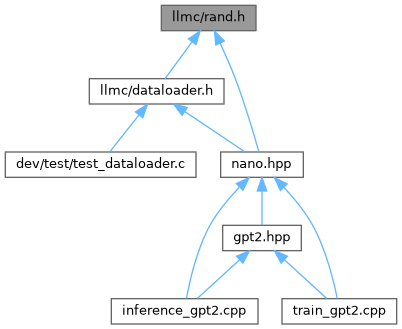 llmc/rand.h
llmc/dataloader.h
dev/test/test_dataloader.c
nano.hpp
gpt2.hpp
inference_gpt2.cpp
train_gpt2.cpp